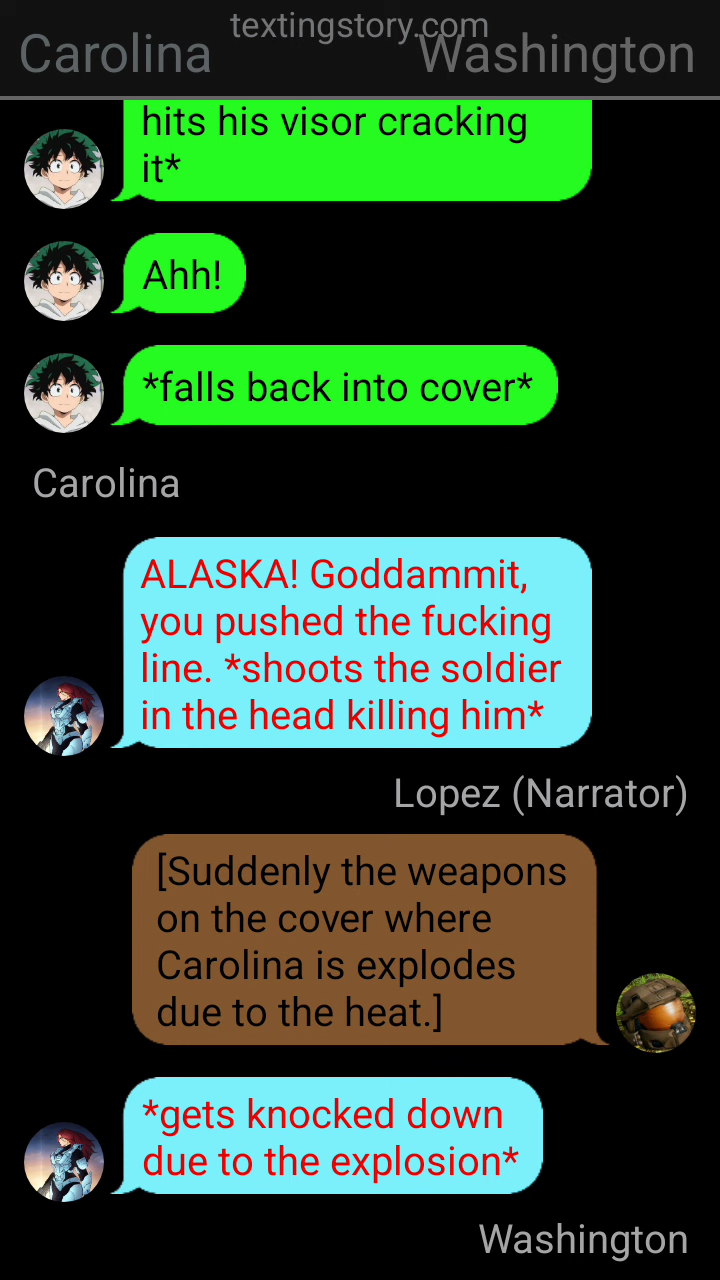 textingstory.com
Carolina
Washington
hits his visor cracking
it*
Ahh!
*falls back into cover*
Carolina
ALASKA! Goddammit,
you pushed the fucking
line. *shoots the soldier
in the head killing him*
Lopez (Narrator)
[Suddenly the weapons
on the cover where
Carolina is explodes
due to the heat.]
*gets knocked down
due to the explosion*
Washington